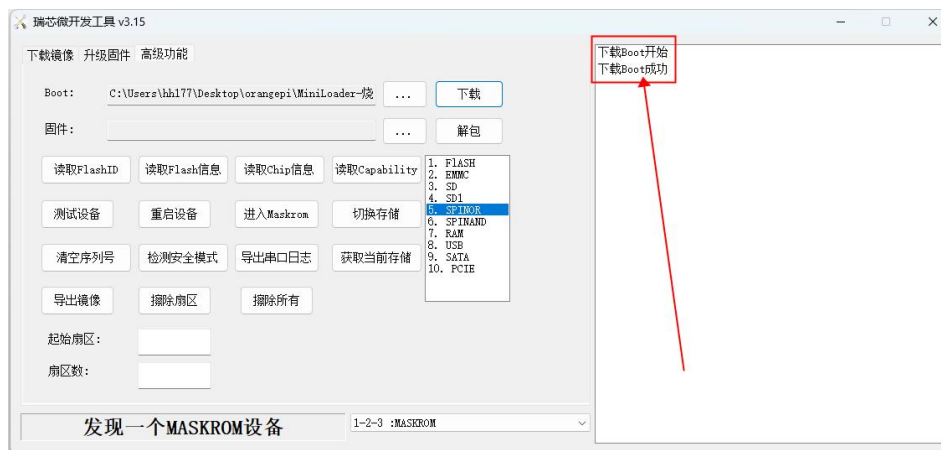 瑞芯微开发工具 v3.15
下载镜像 升级固件 高级功能
Boot: C:\Users\hh177\Desktop\orangepi\MiniLoader-烧 ... 下载
固件: ... 解包
读取FlashID 读取Flash信息 读取Chip信息 读取Capability
测试设备 重启设备 进入Maskrom 切换存储
清空序列号 检测安全模式 导出串口日志 获取当前存储
导出镜像 擦除扇区 擦除所有
1. FLASH
2. EMMC
3. SD
4. SD1
5. SPINOR
6. SPINAND
7. RAM
8. USB
9. SATA
10. PCIE
起始扇区:
扇区数:
发现一个MASKROM设备 1-2-3 :MASKROM
下载Boot开始
下载Boot成功